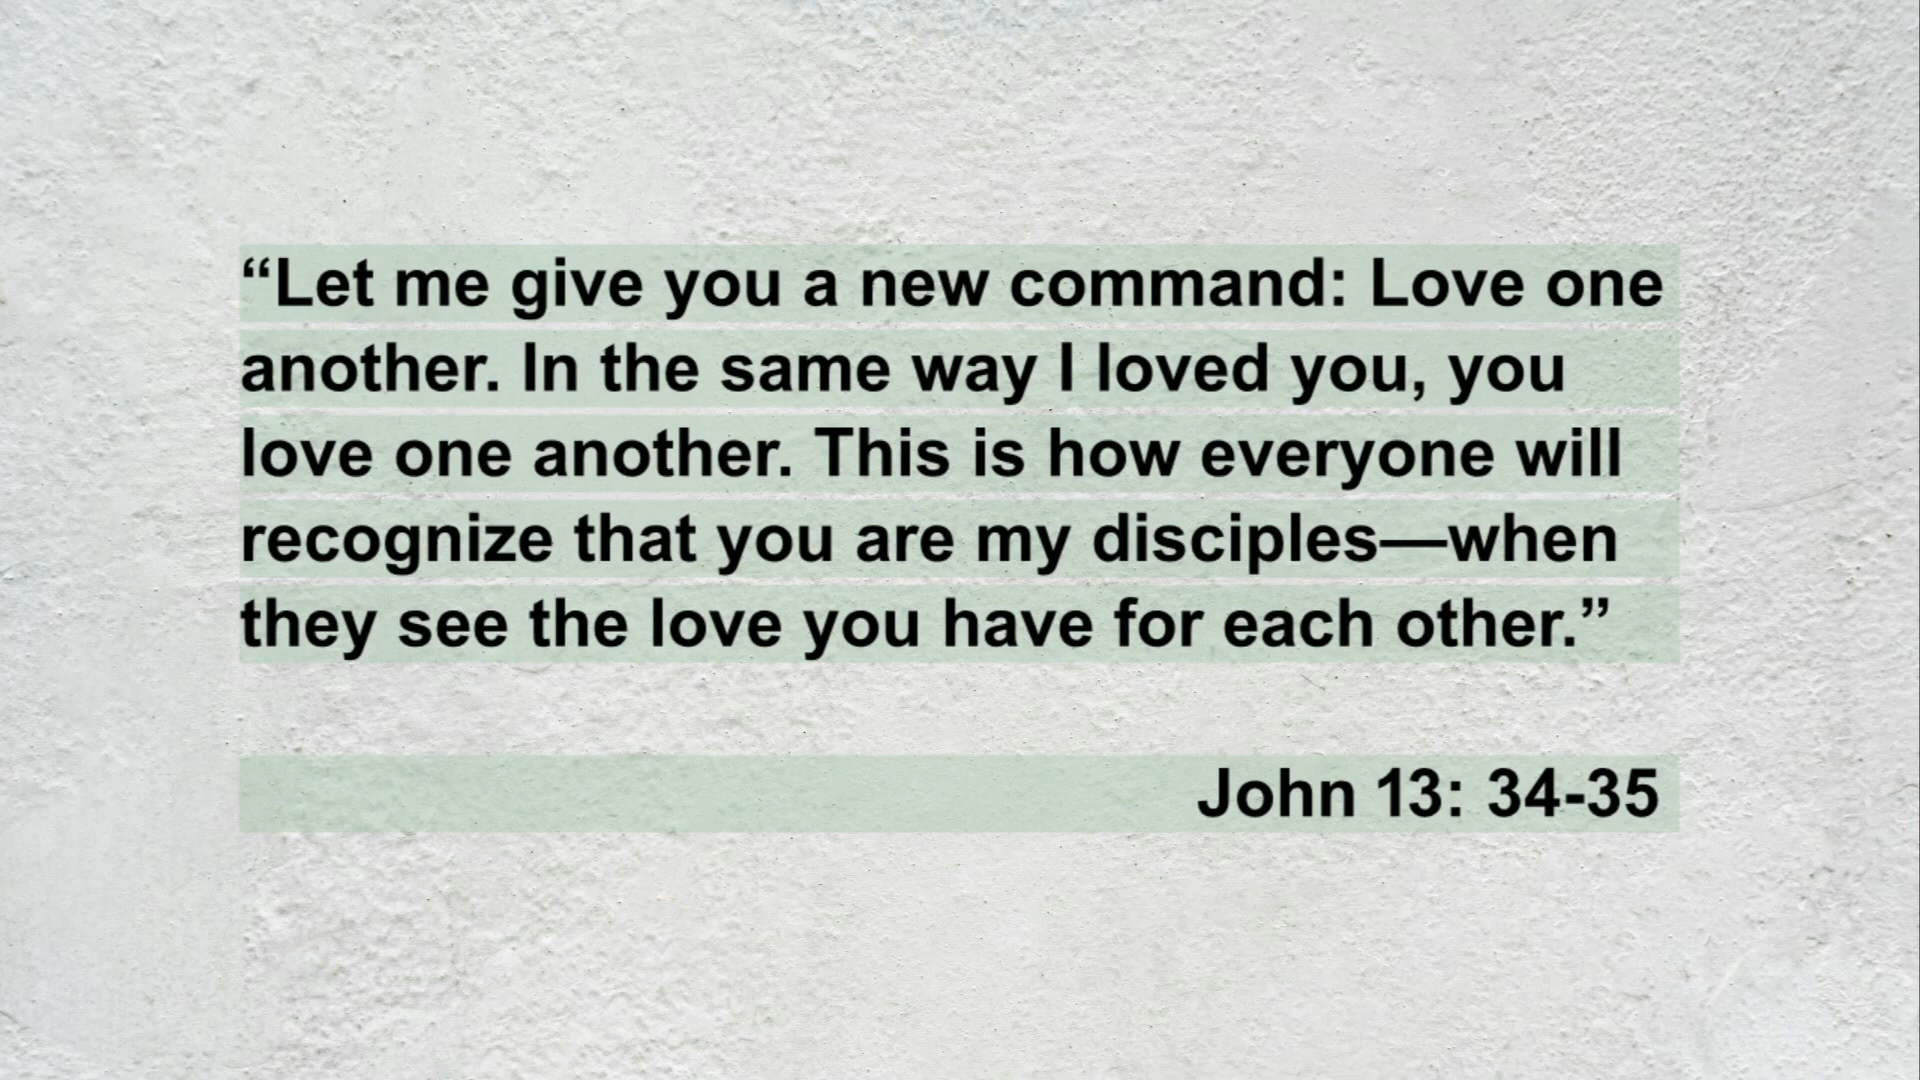 “Let me give you a new command: Love one
another. In the same way I loved you, you
love one another. This is how everyone will
recognize that you are my disciples—when
they see the love you have for each other.”
John 13: 34-35